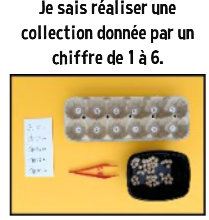 Je sais réaliser une
collection donnée par un
chiffre de 1 à 6.